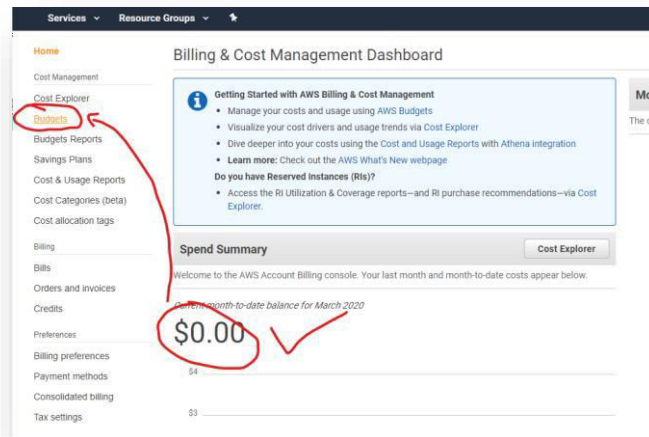 Services Resource Groups
Home
Cost Management
Cost Explorer
Budgets
Budgets Reports
Savings Plans
Cost & Usage Reports
Cost Categories (beta)
Cost allocation tags
Billing
Bills
Orders and invoices
Credits
Preferences
Billing preferences
Payment methods
Consolidated billing
Tax settings
Billing & Cost Management Dashboard
Getting Started with AWS Billing & Cost Management
• Manage your costs and usage using AWS Budgets
• Visualize your cost drivers and usage trends via Cost Explorer
• Dive deeper into your costs using the Cost and Usage Reports with Athena integration
• Learn more: Check out the AWS What's New webpage
Do you have Reserved Instances (RIs)?
• Access the RI Utilization & Coverage reports—and RI purchase recommendations—via Cost
Explorer.
Spend Summary
Cost Explorer
Welcome to the AWS Account Billing console. Your last month and month-to-date costs appear below.
Current month-to-date balance for March 2020
$0.00
$4
$3
Mo
The c